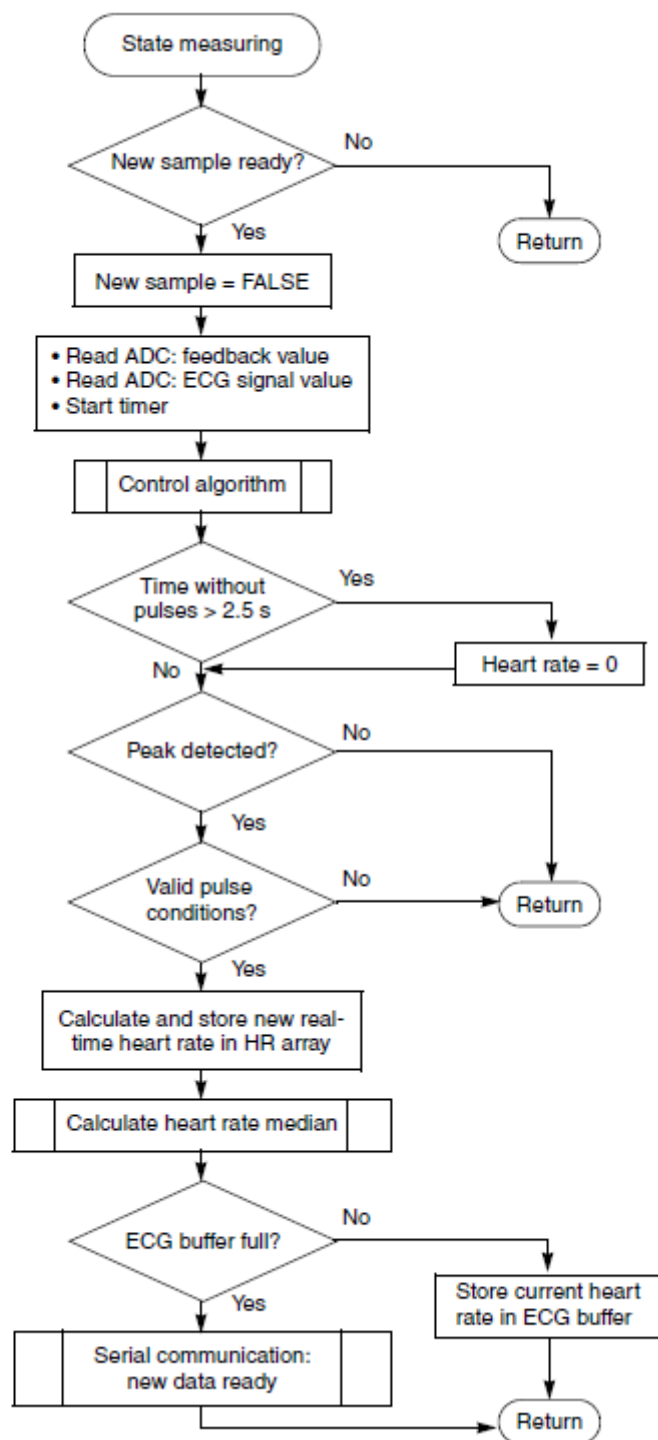 State measuring
New sample ready?
No
Return
Yes
New sample = FALSE
• Read ADC: feedback value
• Read ADC: ECG signal value
• Start timer
Control algorithm
Time without
pulses > 2.5 s
Yes
Heart rate = 0
No
Peak detected?
No
Yes
Valid pulse
conditions?
No
Return
Yes
Calculate and store new real-
time heart rate in HR array
Calculate heart rate median
ECG buffer full?
No
Store current heart
rate in ECG buffer
Yes
Serial communication:
new data ready
Return